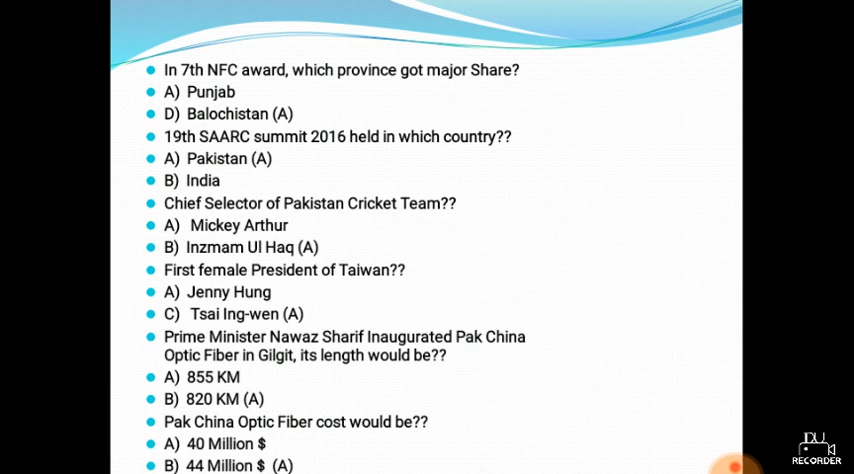 In 7th NFC award, which province got major Share?
A) Punjab
D) Balochistan (A)
19th SAARC summit 2016 held in which country??
A) Pakistan (A)
B) India
Chief Selector of Pakistan Cricket Team??
A) Mickey Arthur
B) Inzmam Ul Haq (A)
First female President of Taiwan??
A) Jenny Hung
C) Tsai Ing-wen (A)
Prime Minister Nawaz Sharif Inaugurated Pak China
Optic Fiber in Gilgit, its length would be??
A) 855 KM
B) 820 KM (A)
Pak China Optic Fiber cost would be??
A) 40 Million $
B) 44 Million $ (A)
DU
RECORDER